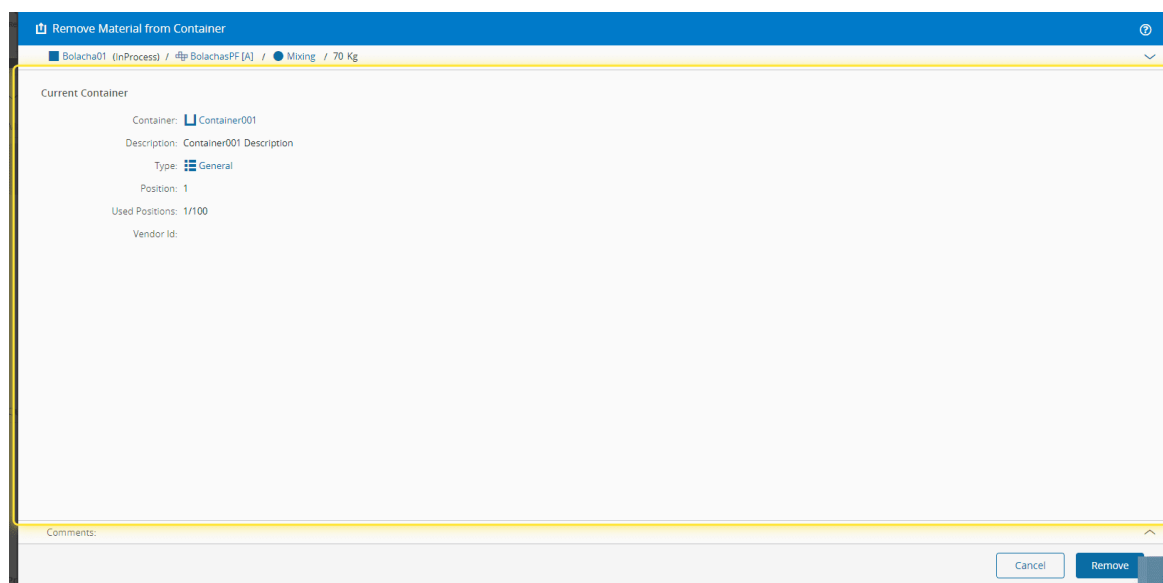 Remove Material from Container
Bolacha01 (InProcess) / BolachasPF [A] / Mixing / 70 Kg
Current Container
Container: Container001
Description: Container001 Description
Type: General
Position: 1
Used Positions: 1/100
Vendor Id:
Comments:
Cancel Remove